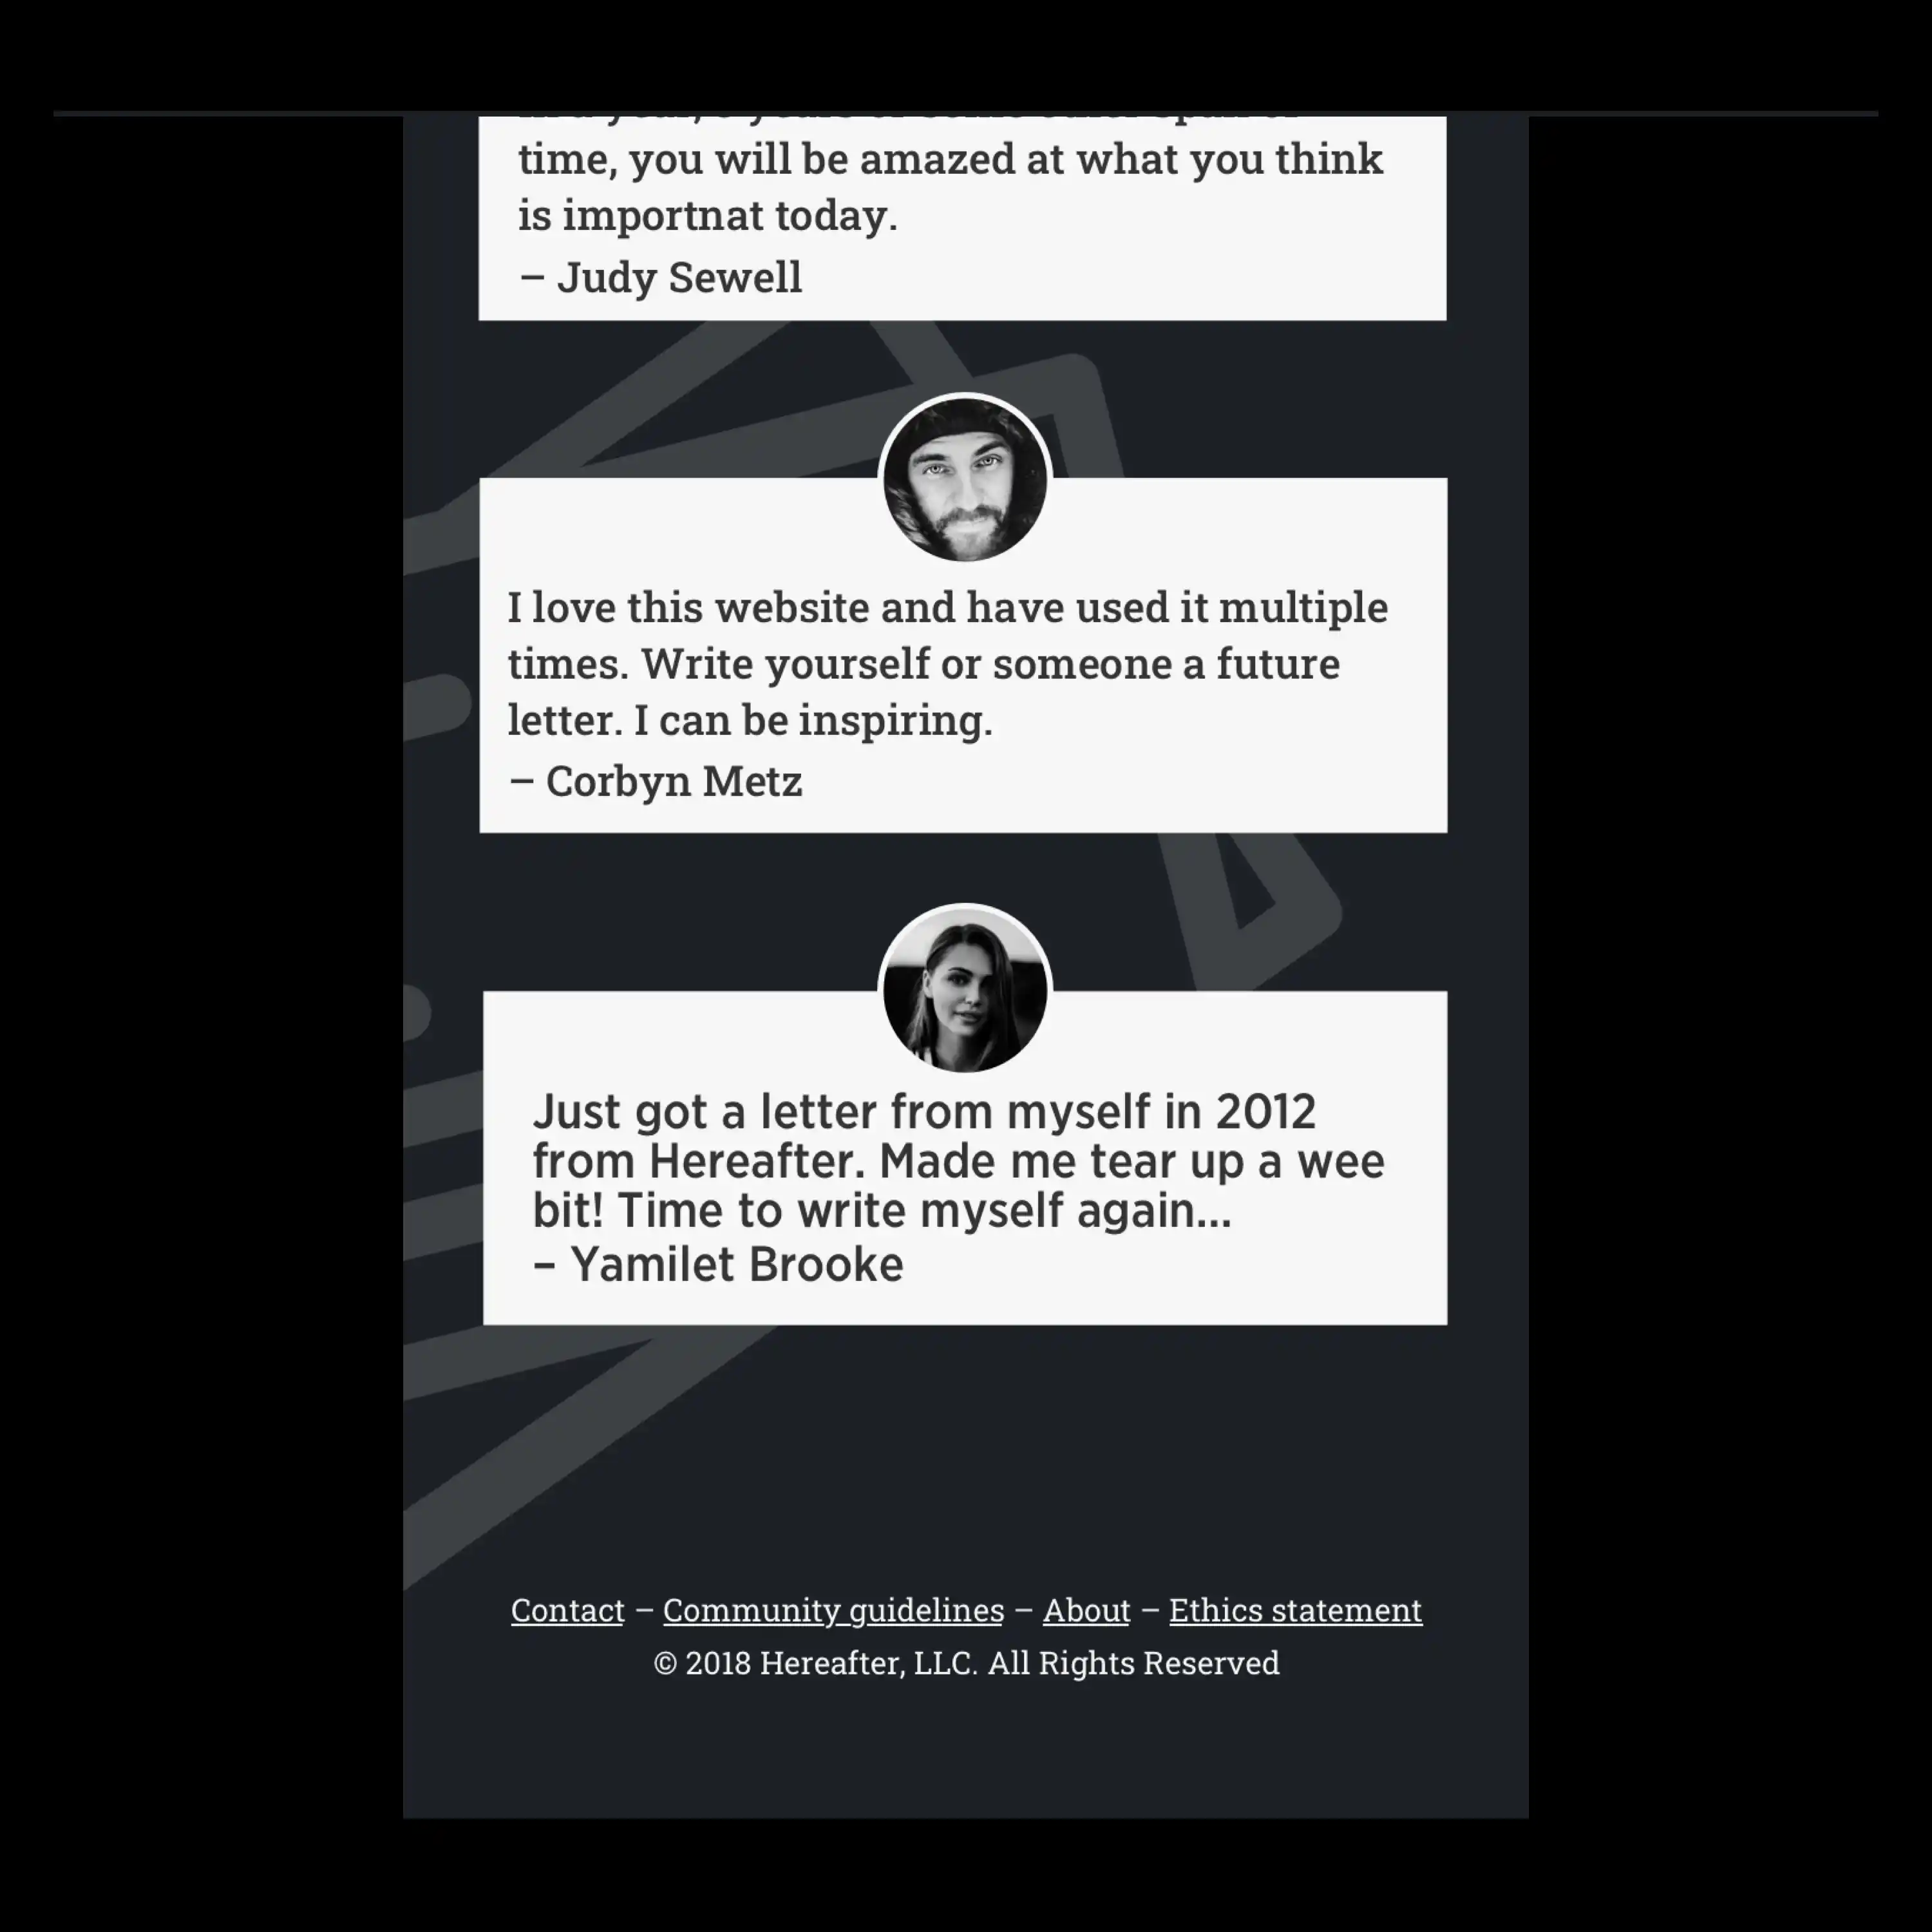 time, you will be amazed at what you think
is importnat today.
– Judy Sewell
I love this website and have used it multiple
times. Write yourself or someone a future
letter. I can be inspiring.
– Corbyn Metz
Just got a letter from myself in 2012
from Hereafter. Made me tear up a wee
bit! Time to write myself again...
– Yamilet Brooke
Contact – Community guidelines – About – Ethics statement
© 2018 Hereafter, LLC. All Rights Reserved